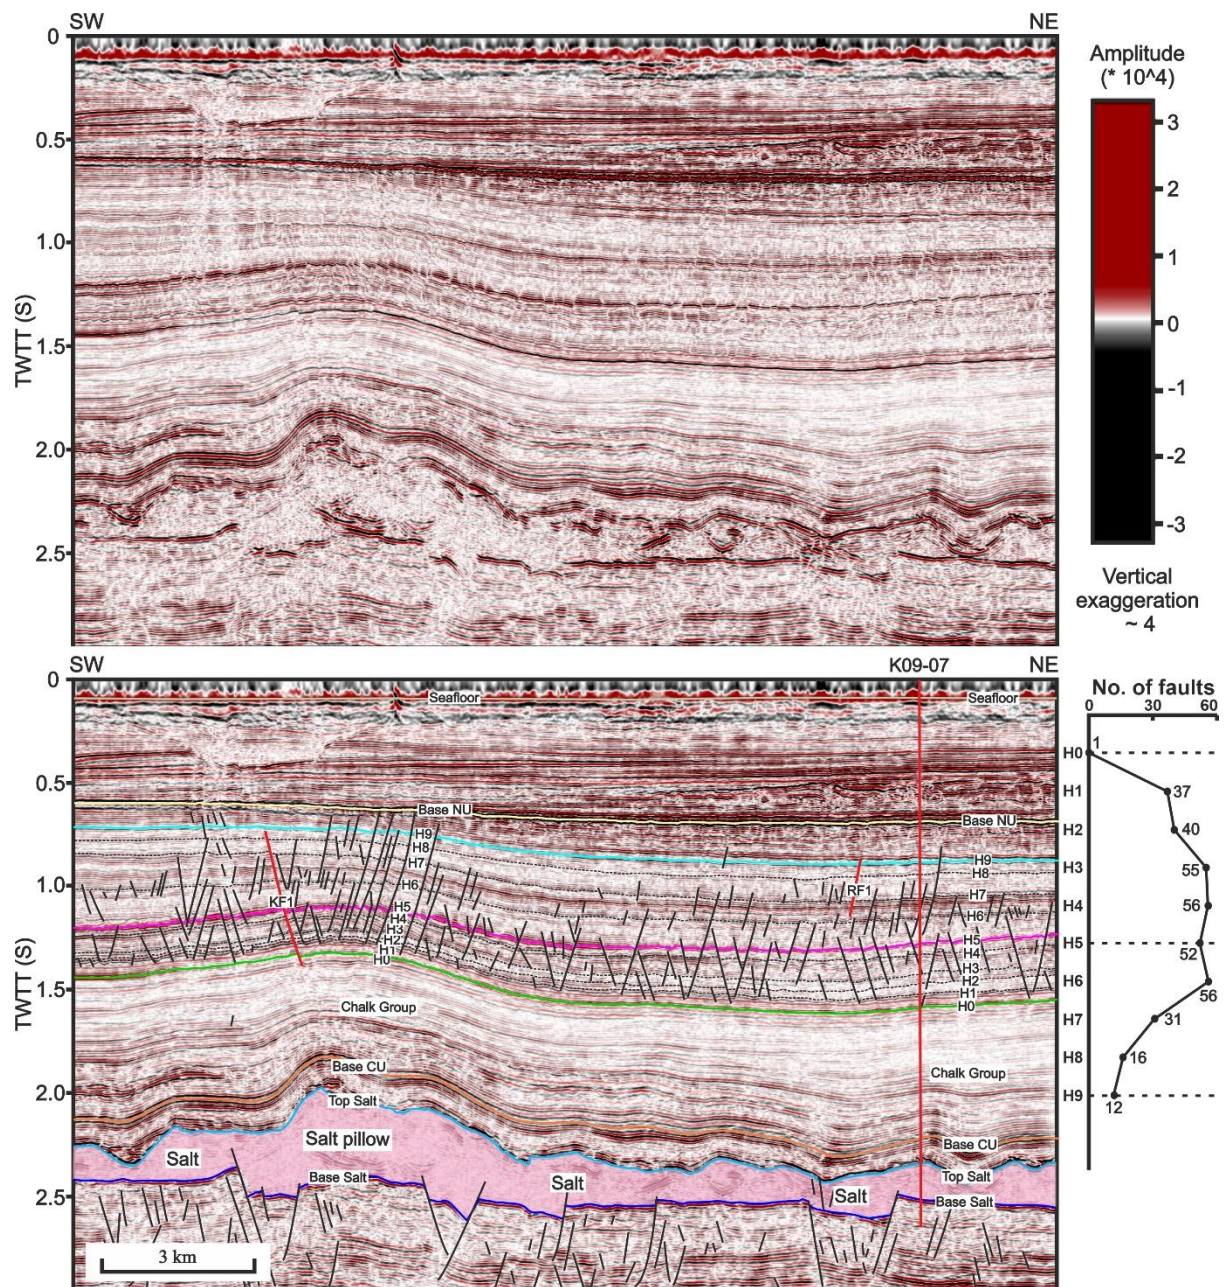 SW
NE
0
0.5
1.0
1.5
2.0
2.5
TWTT (S)
Amplitude
(* 10^4)
3
2
1
0
-1
-2
-3
Vertical
exaggeration
~ 4
SW
K09-07
NE
0
0.5
1.0
1.5
2.0
2.5
TWTT (S)
Seafloor
Seafloor
Base NU
Base NU
H9
H8
H7
H6
H5
H4
H3
H2
H1
H0
KF1
RF1
H9
H8
H7
H6
H5
H4
H3
H2
H1
H0
Chalk Group
Chalk Group
Base CU
Top Salt
Salt pillow
Salt
Base Salt
Salt
Salt
Base CU
Top Salt
Base Salt
3 km
No. of faults
0 30 60
H0 1
H1 37
H2 40
H3 55
H4 56
H5 52
H6 56
H7 31
H8 16
H9 12